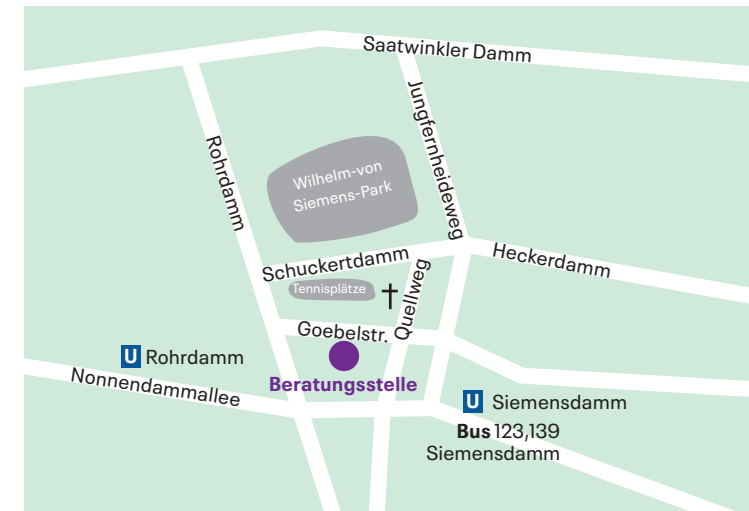 Saatwinkler Damm
Jungfernheideweg
Rohrdamm
Wilhelm-von
Siemens-Park
Schuckertdamm
Heckerdamm
Tennisplätze
Quellweg
Goebelstr.
U Rohrdamm
Beratungsstelle
Nonnendammallee
U Siemensdamm
Bus 123,139
Siemensdamm